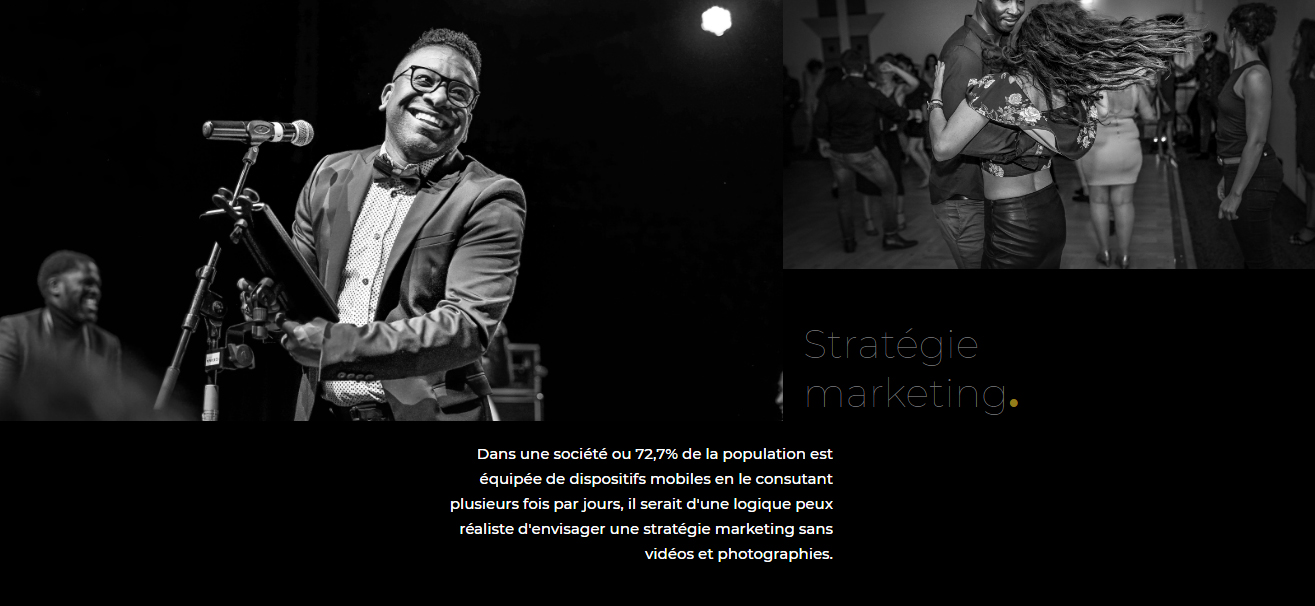 Stratégie
marketing.
Dans une société ou 72,7% de la population est
équipée de dispositifs mobiles en le consutant
plusieurs fois par jours, il serait d'une logique peux
réaliste d'envisager une stratégie marketing sans
vidéos et photographies.